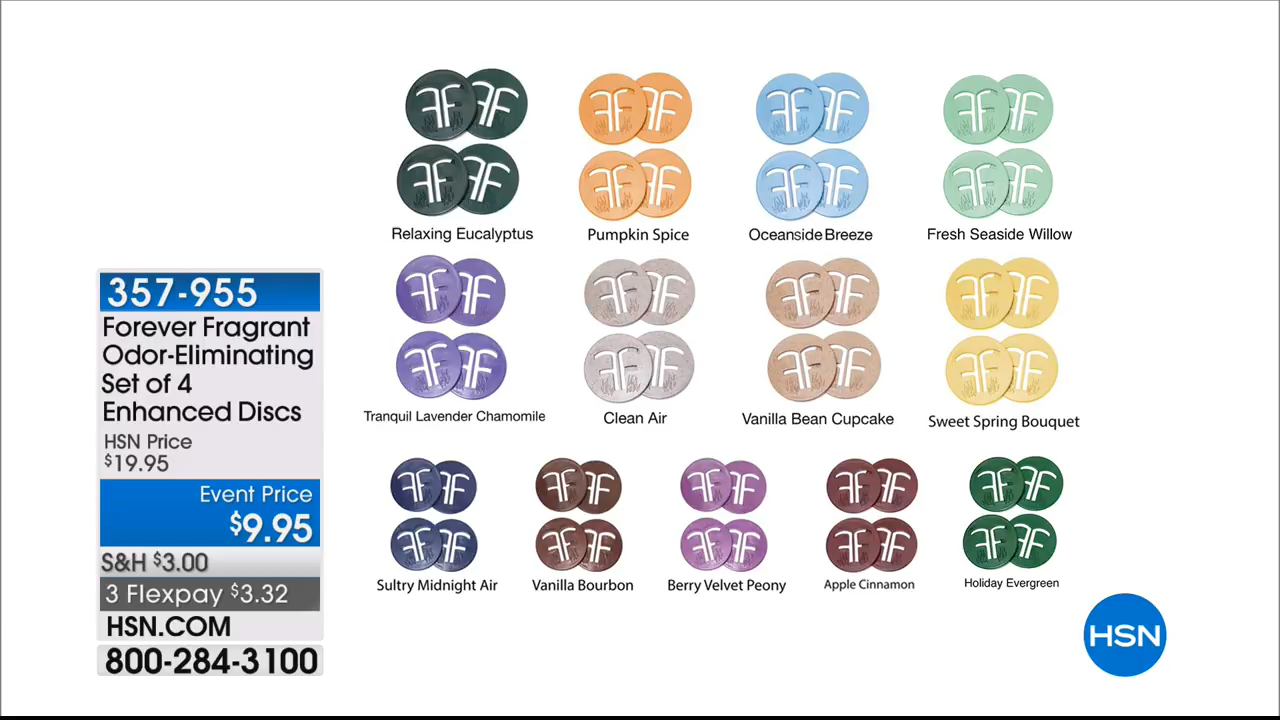 357-955
Forever Fragrant
Odor-Eliminating
Set of 4
Enhanced Discs
HSN Price
$19.95
Event Price
$9.95
S&H $3.00
3 Flexpay $3.32
HSN.COM
800-284-3100
Relaxing Eucalyptus
Pumpkin Spice
Oceanside Breeze
Fresh Seaside Willow
Tranquil Lavender Chamomile
Clean Air
Vanilla Bean Cupcake
Sweet Spring Bouquet
Sultry Midnight Air
Vanilla Bourbon
Berry Velvet Peony
Apple Cinnamon
Holiday Evergreen
HSN